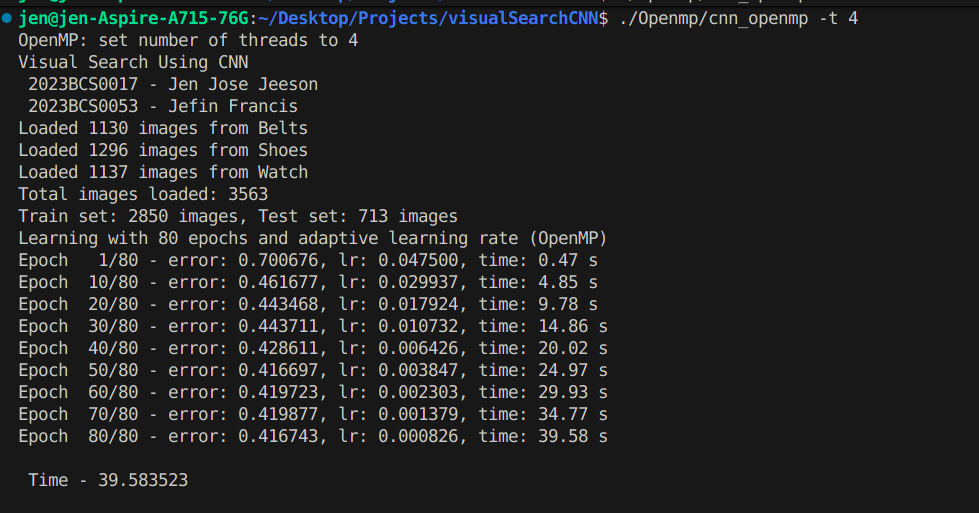 jen@jen-Aspire-A715-76G:~/Desktop/Projects/visualSearchCNN$ ./Openmp/cnn_openmp -t 4
OpenMP: set number of threads to 4
Visual Search Using CNN
 2023BCS0017 - Jen Jose Jeeson
 2023BCS0053 - Jefin Francis
Loaded 1130 images from Belts
Loaded 1296 images from Shoes
Loaded 1137 images from Watch
Total images loaded: 3563
Train set: 2850 images, Test set: 713 images
Learning with 80 epochs and adaptive learning rate (OpenMP)
Epoch   1/80 - error: 0.700676, lr: 0.047500, time: 0.47 s
Epoch  10/80 - error: 0.461677, lr: 0.029937, time: 4.85 s
Epoch  20/80 - error: 0.443468, lr: 0.017924, time: 9.78 s
Epoch  30/80 - error: 0.443711, lr: 0.010732, time: 14.86 s
Epoch  40/80 - error: 0.428611, lr: 0.006426, time: 20.02 s
Epoch  50/80 - error: 0.416697, lr: 0.003847, time: 24.97 s
Epoch  60/80 - error: 0.419723, lr: 0.002303, time: 29.93 s
Epoch  70/80 - error: 0.419877, lr: 0.001379, time: 34.77 s
Epoch  80/80 - error: 0.416743, lr: 0.000826, time: 39.58 s
 Time - 39.583523